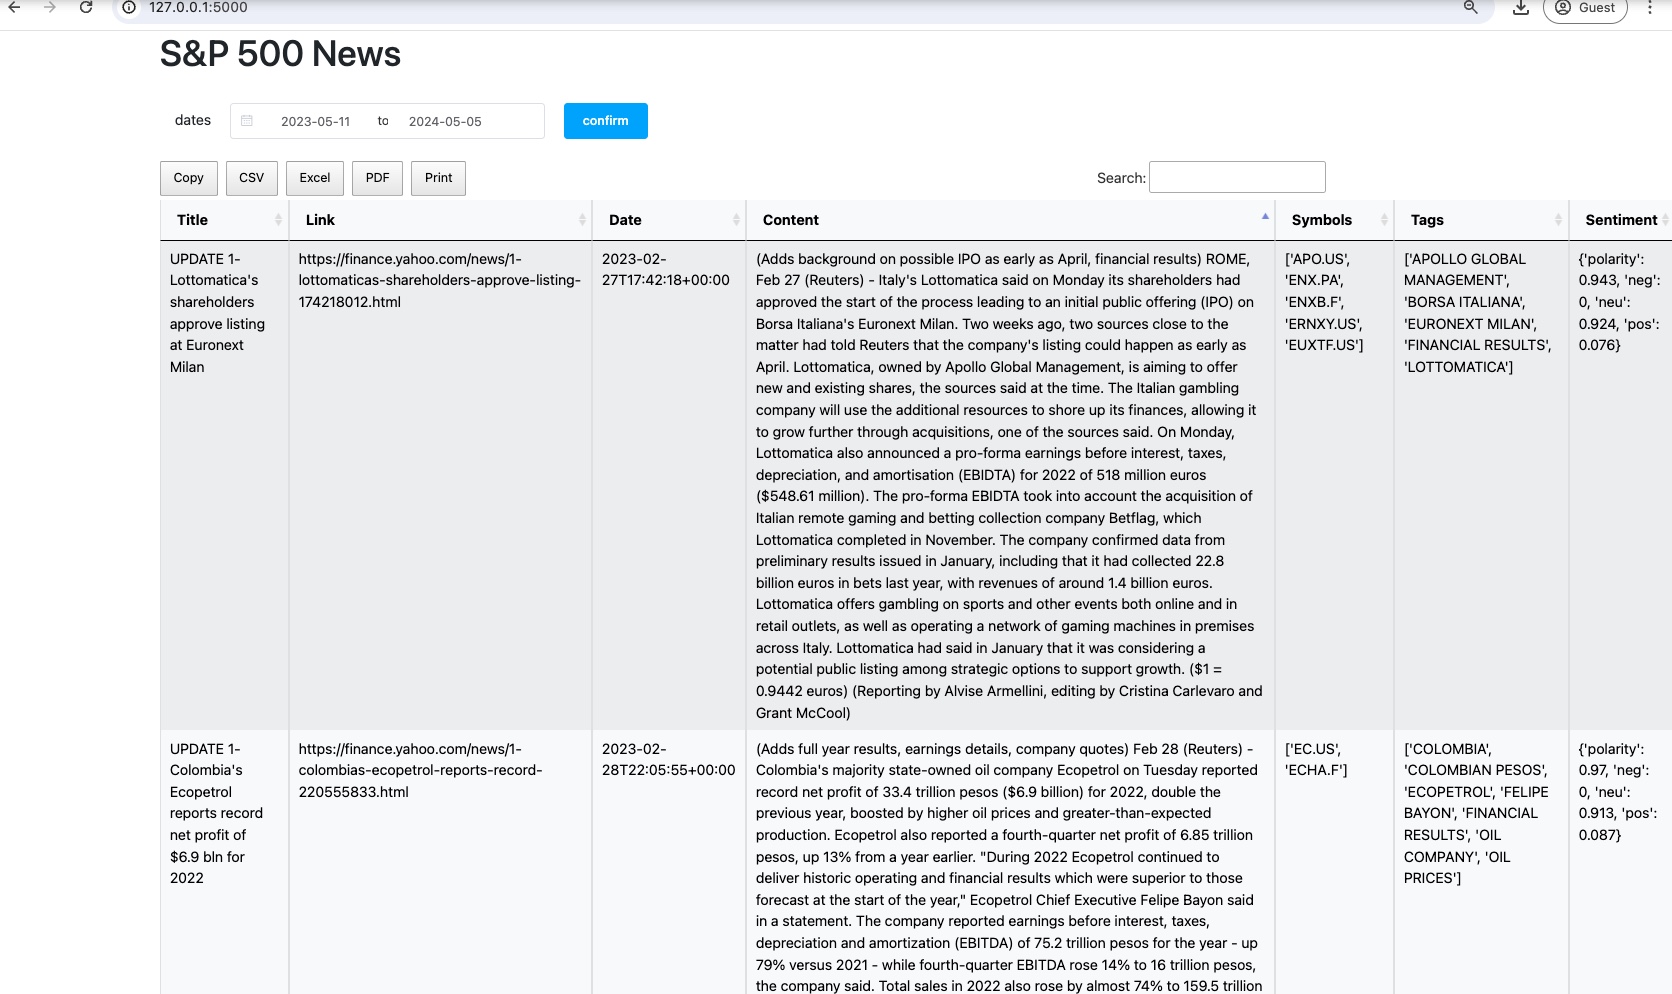 127.0.0.1:5000
Guest
S&P 500 News
dates
2023-05-11 to 2024-05-05
confirm
Copy
CSV
Excel
PDF
Print
Search:
Title
Link
Date
Content
Symbols
Tags
Sentiment
UPDATE 1-
Lottomatica's
shareholders
approve listing
at Euronext
Milan
https://finance.yahoo.com/news/1-
lottomaticas-shareholders-approve-listing-
174218012.html
2023-02-
27T17:42:18+00:00
(Adds background on possible IPO as early as April, financial results) ROME,
Feb 27 (Reuters) - Italy's Lottomatica said on Monday its shareholders had
approved the start of the process leading to an initial public offering (IPO) on
Borsa Italiana's Euronext Milan. Two weeks ago, two sources close to the
matter had told Reuters that the company's listing could happen as early as
April. Lottomatica, owned by Apollo Global Management, is aiming to offer
new and existing shares, the sources said at the time. The Italian gambling
company will use the additional resources to shore up its finances, allowing it
to grow further through acquisitions, one of the sources said. On Monday,
Lottomatica also announced a pro-forma earnings before interest, taxes,
depreciation, and amortisation (EBIDTA) for 2022 of 518 million euros
($548.61 million). The pro-forma EBIDTA took into account the acquisition of
Italian remote gaming and betting collection company Betflag, which
Lottomatica completed in November. The company confirmed data from
preliminary results issued in January, including that it had collected 22.8
billion euros in bets last year, with revenues of around 1.4 billion euros.
Lottomatica offers gambling on sports and other events both online and in
retail outlets, as well as operating a network of gaming machines in premises
across Italy. Lottomatica had said in January that it was considering a
potential public listing among strategic options to support growth. ($1 =
0.9442 euros) (Reporting by Alvise Armellini, editing by Cristina Carlevaro and
Grant McCool)
['APO.US',
'ENX.PA',
'ENXB.F',
'ERNXY.US',
'EUXTF.US']
['APOLLO GLOBAL
MANAGEMENT',
'BORSA ITALIANA',
'EURONEXT MILAN',
'FINANCIAL RESULTS',
'LOTTOMATICA']
{'polarity':
0.943, 'neg':
0, 'neu':
0.924, 'pos':
0.076}
UPDATE 1-
Colombia's
Ecopetrol
reports record
net profit of
$6.9 bln for
2022
https://finance.yahoo.com/news/1-
colombias-ecopetrol-reports-record-
220555833.html
2023-02-
28T22:05:55+00:00
(Adds full year results, earnings details, company quotes) Feb 28 (Reuters) -
Colombia's majority state-owned oil company Ecopetrol on Tuesday reported
record net profit of 33.4 trillion pesos ($6.9 billion) for 2022, double the
previous year, boosted by higher oil prices and greater-than-expected
production. Ecopetrol also reported a fourth-quarter net profit of 6.85 trillion
pesos, up 13% from a year earlier. "During 2022 Ecopetrol continued to
deliver historic operating and financial results which were superior to those
forecast at the start of the year," Ecopetrol Chief Executive Felipe Bayon said
in a statement. The company reported earnings before interest, taxes,
depreciation and amortization (EBITDA) of 75.2 trillion pesos for the year - up
79% versus 2021 - while fourth-quarter EBITDA rose 14% to 16 trillion pesos,
the company said. Total sales in 2022 also rose by almost 74% to 159.5 trillion
['EC.US',
'ECHA.F']
['COLOMBIA',
'COLOMBIAN PESOS',
'ECOPETROL', 'FELIPE
BAYON', 'FINANCIAL
RESULTS', 'OIL
COMPANY', 'OIL
PRICES']
{'polarity':
0.97, 'neg':
0, 'neu':
0.913, 'pos':
0.087}